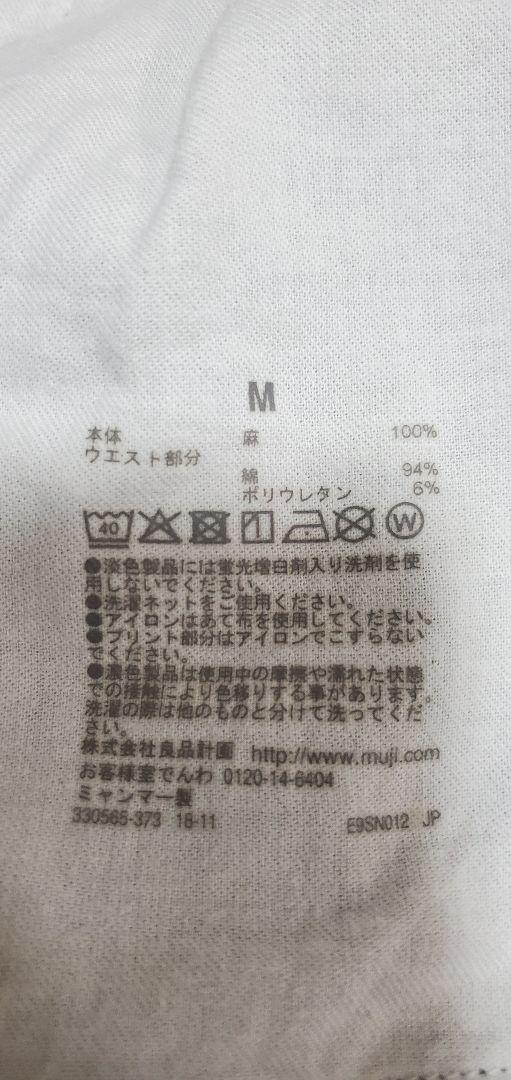 M
本体 麻 100%
ウエスト部分
綿 94%
ポリウレタン 6%
40 W
●淡色製品には蛍光増白剤入り洗剤を使
用しないでください。
●洗濯ネットをご使用ください。
●アイロンはあて布を使用してください。
●プリント部分はアイロンでこすらない
でください。
●濃色製品は使用中の摩擦や濡れた状態
での接触により色移りする事があります。
洗濯の際は他のものと分けて洗ってくだ
さい。
株式会社良品計画 http://www.muji.com
お客様室でんわ 0120-14-6404
ミャンマー製
330565-373 18-11 E9SN012 JP